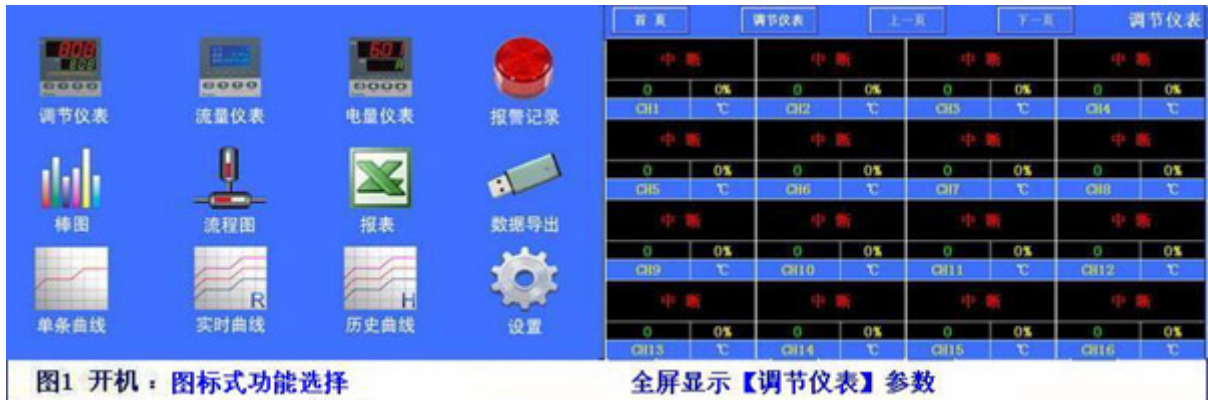 808
808
601
R
调节仪表 流量仪表 电量仪表 报警记录
棒图 流程图 报表 数据导出
R
H
单条曲线 实时曲线 历史曲线 设置
首页 调节仪表 上一页 下一页 调节仪表
中断 中断 中断 中断
0 0% 0 0% 0 0% 0 0%
CH1 ℃ CH2 ℃ CH3 ℃ CH4 ℃
中断 中断 中断 中断
0 0% 0 0% 0 0% 0 0%
CH5 ℃ CH6 ℃ CH7 ℃ CH8 ℃
中断 中断 中断 中断
0 0% 0 0% 0 0% 0 0%
CH9 ℃ CH10 ℃ CH11 ℃ CH12 ℃
中断 中断 中断 中断
0 0% 0 0% 0 0% 0 0%
CH13 ℃ CH14 ℃ CH15 ℃ CH16 ℃
图1 开机：图标式功能选择
全屏显示【调节仪表】参数